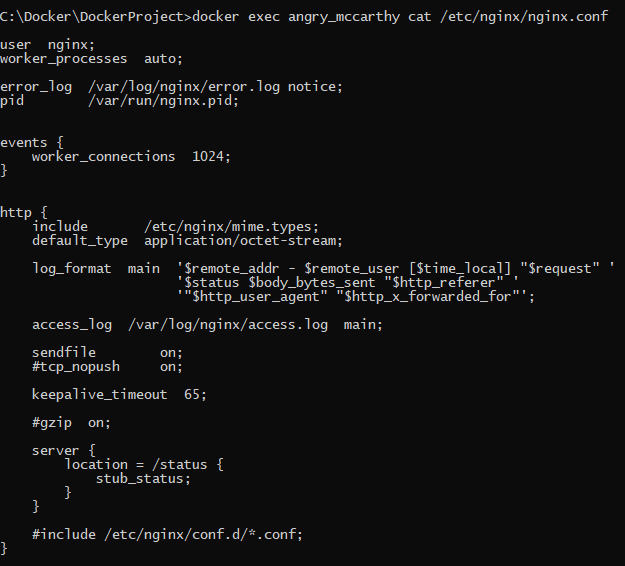 C:\Docker\DockerProject>docker exec angry_mccarthy cat /etc/nginx/nginx.conf
user  nginx;
worker_processes  auto;
error_log  /var/log/nginx/error.log notice;
pid        /var/run/nginx.pid;
events {
    worker_connections  1024;
}
http {
    include       /etc/nginx/mime.types;
    default_type  application/octet-stream;
    log_format  main  '$remote_addr - $remote_user [$time_local] "$request" '
                      '$status $body_bytes_sent "$http_referer" '
                      '"$http_user_agent" "$http_x_forwarded_for"';
    access_log  /var/log/nginx/access.log  main;
    sendfile        on;
    #tcp_nopush     on;
    keepalive_timeout  65;
    #gzip  on;
    server {
        location = /status {
            stub_status;
        }
    }
    #include /etc/nginx/conf.d/*.conf;
}